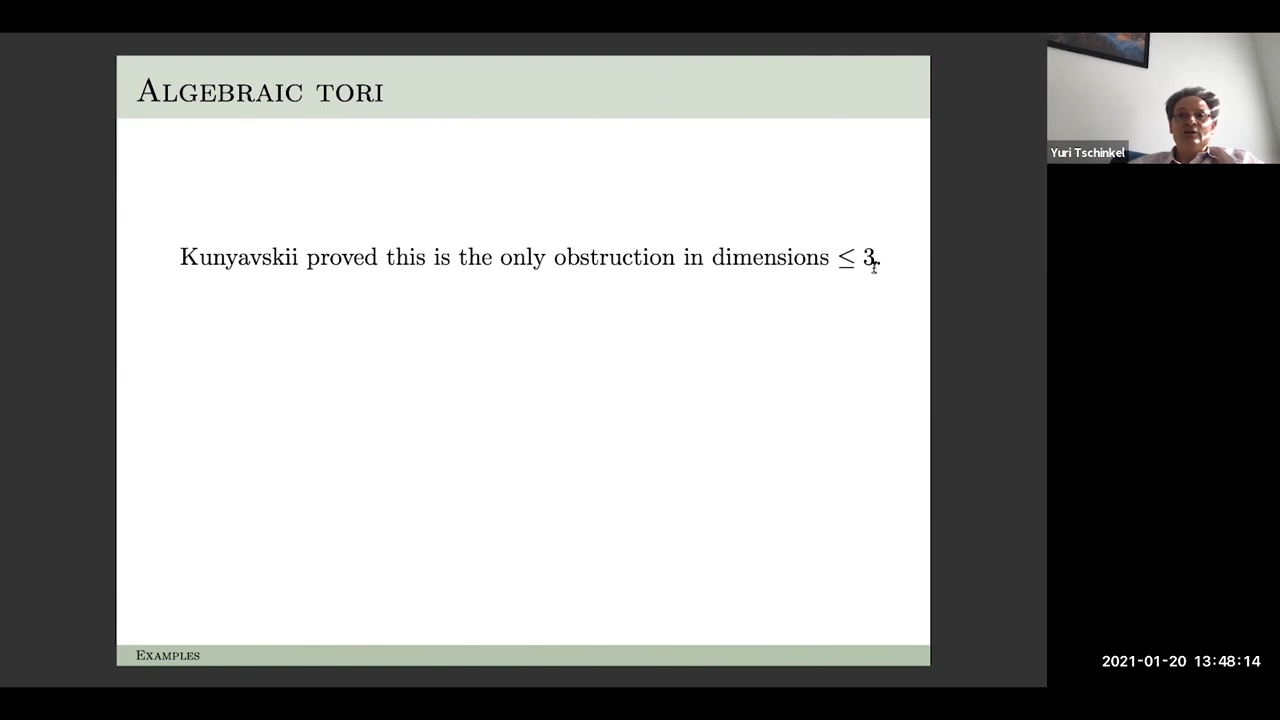 ALGEBRAIC TORI
Kunyavskii proved this is the only obstruction in dimensions ≤ 3.
EXAMPLES
Yuri Tschinkel
2021-01-20 13:48:14